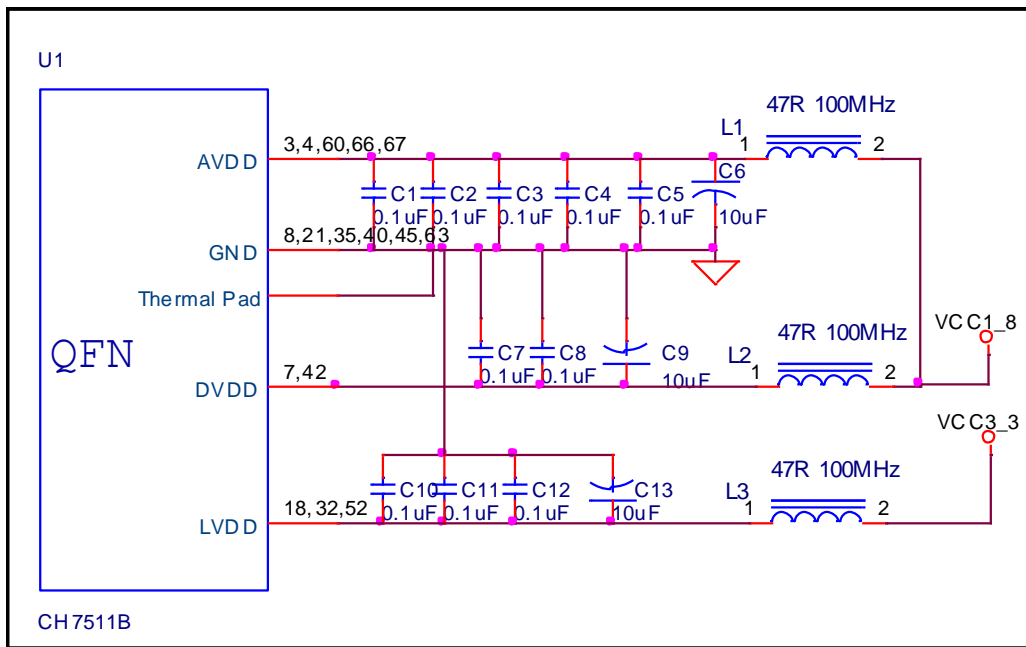 U1
47R 100MHz
3,4,60,66,67
L1
1
2
AVDD
C6
C1
C2
C3
C4
C5
0.1uF
0.1uF
0.1uF
0.1uF
0.1uF
10uF
8,21,35,40,45,63
GND
Thermal Pad
VCC1_8
47R 100MHz
QFN
C7
C8
C9
L2
0.1uF
0.1uF
10uF
1
2
7,42
DVDD
VCC3_3
47R 100MHz
C10
C11
C12
C13
L3
18,32,52
0.1uF
0.1uF
0.1uF
10uF
1
2
LVDD
CH7511B